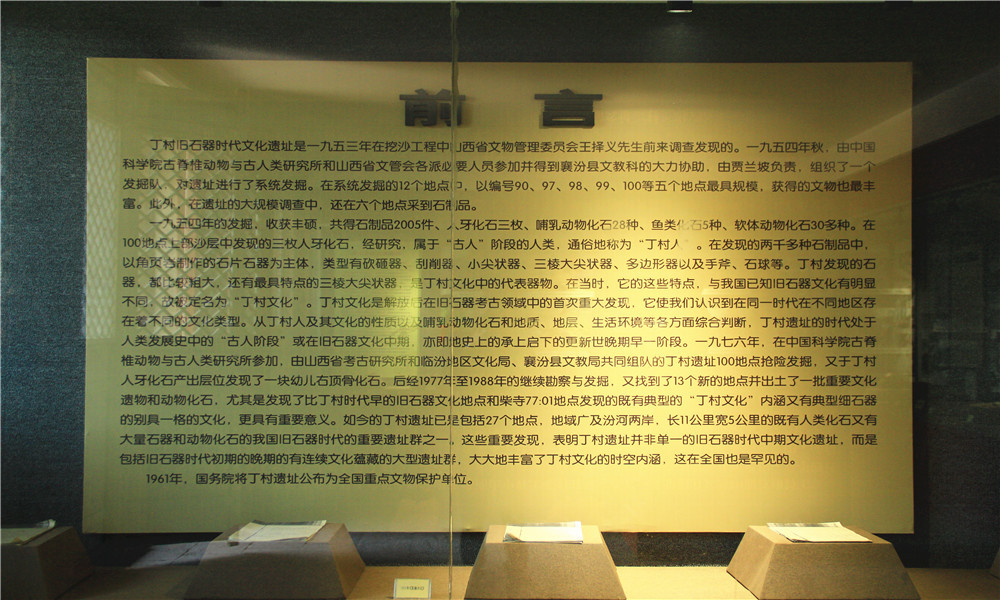 前言
丁村旧石器时代文化遗址是一九五三年在挖沙工程中山西省文物管理委员会王择义先生前来调查发现的。一九五四年秋，由中国
科学院古脊椎动物与古人类研究所和山西省文管会各派必要人员参加并得到襄汾县文教科的大力协助，由贾兰坡负责，组织了一个
发掘队，对遗址进行了系统发掘。在系统发掘的12个地点中，以编号90、97、98、99、100等五个地点最具规模，获得的文物也最丰
富。此外，在遗址的大规模调查中，还在六个地点采到石制品。
一九五四年的发掘，收获丰硕，共得石制品2005件、人牙化石三枚、哺乳动物化石28种、鱼类化石5种、软体动物化石30多种。在
100地点上部沙层中发现的三枚人牙化石，经研究，属于“古人”阶段的人类，通俗地称为“丁村人”。在发现的两千多种石制品中，
以角页岩制作的石片石器为主体，类型有砍砸器、刮削器、小尖状器、三棱大尖状器、多边形器以及手斧、石球等。丁村发现的石
器，都比较粗大，还有最具特点的三棱大尖状器，是丁村文化中的代表器物。在当时，它的这些特点，与我国已知旧石器文化有明显
不同，故被定名为“丁村文化”。丁村文化是解放后在旧石器考古领域中的首次重大发现，它使我们认识到在同一时代在不同地区存
在着不同的文化类型。从丁村人及其文化的性质以及哺乳动物化石和地质、地层、生活环境等各方面综合判断，丁村遗址的时代处于
人类发展史中的“古人阶段”或在旧石器文化中期，亦即地史上的承上启下的更新世晚期早一阶段。一九七六年，在中国科学院古脊
椎动物与古人类研究所参加，由山西省考古研究所和临汾地区文化局、襄汾县文教局共同组队的丁村遗址100地点抢险发掘，又于丁村
人牙化石产出层位发现了一块幼儿右顶骨化石。后经1977年至1988年的继续勘察与发掘，又找到了13个新的地点并出土了一批重要文化
遗物和动物化石，尤其是发现了比丁村时代早的旧石器文化地点和柴寺77:01地点发现的既有典型的“丁村文化”内涵又有典型细石器
的别具一格的文化，更具有重要意义。如今的丁村遗址已是包括27个地点，地域广及汾河两岸，长11公里宽5公里的既有人类化石又有
大量石器和动物化石的我国旧石器时代的重要遗址群之一，这些重要发现，表明丁村遗址并非单一的旧石器时代中期文化遗址，而是
包括旧石器时代初期的晚期的有连续文化蕴藏的大型遗址群，大大地丰富了丁村文化的时空内涵，这在全国也是罕见的。
1961年，国务院将丁村遗址公布为全国重点文物保护单位。